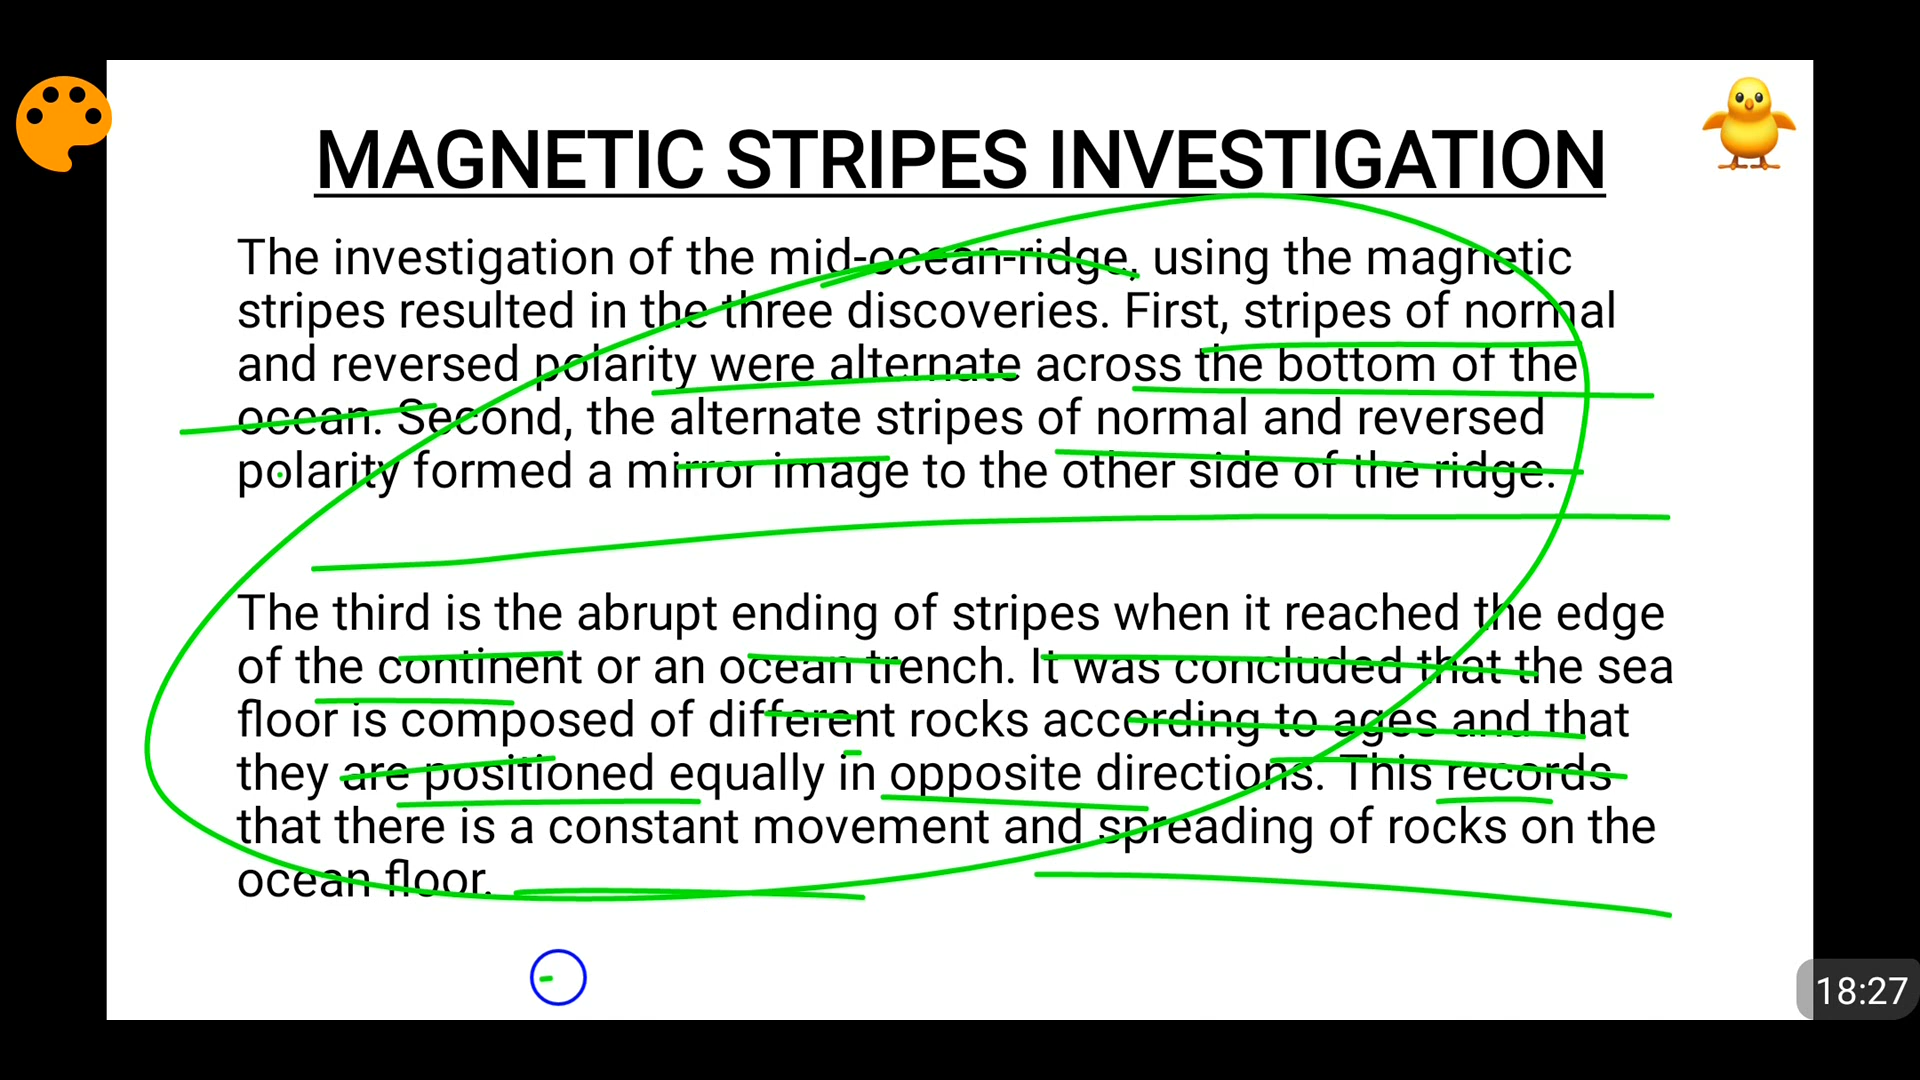 MAGNETIC STRIPES INVESTIGATION
The investigation of the mid-ocean-ridge, using the magnetic
stripes resulted in the three discoveries. First, stripes of normal
and reversed polarity were alternate across the bottom of the
ocean. Second, the alternate stripes of normal and reversed
polarity formed a mirror image to the other side of the ridge.
The third is the abrupt ending of stripes when it reached the edge
of the continent or an ocean trench. It was concluded that the sea
floor is composed of different rocks according to ages and that
they are positioned equally in opposite directions. This records
that there is a constant movement and spreading of rocks on the
ocean floor.
18:27